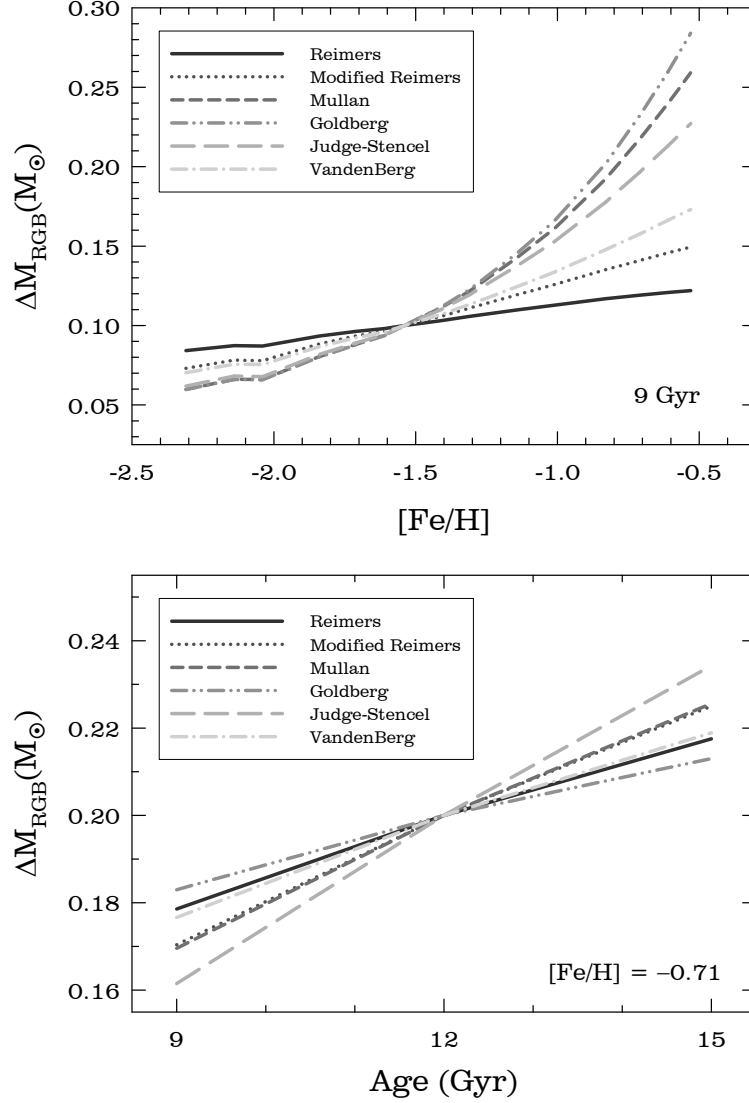 0.30
0.25
0.20
0.15
0.10
0.05
ΔM_RGB(M_⊙)
Reimers
Modified Reimers
Mullan
Goldberg
Judge-Stencel
VandenBerg
9 Gyr
-2.5 -2.0 -1.5 -1.0 -0.5
[Fe/H]
0.24
0.22
0.20
0.18
0.16
ΔM_RGB(M_⊙)
Reimers
Modified Reimers
Mullan
Goldberg
Judge-Stencel
VandenBerg
[Fe/H] = −0.71
9 12 15
Age (Gyr)